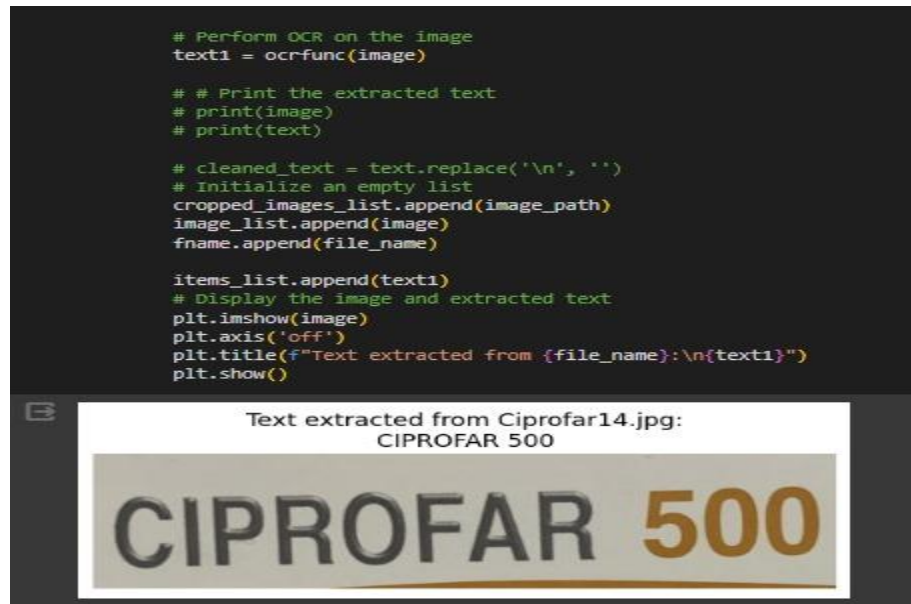 # Perform OCR on the image
text1 = ocrfunc(image)
# # Print the extracted text
# print(image)
# print(text)
# cleaned_text = text.replace('\n', '')
# Initialize an empty list
cropped_images_list.append(image_path)
image_list.append(image)
fname.append(file_name)
items_list.append(text1)
# Display the image and extracted text
plt.imshow(image)
plt.axis('off')
plt.title(f"Text extracted from {file_name}:\n{text1}")
plt.show()
Text extracted from Ciprofar14.jpg:
CIPROFAR 500
CIPROFAR 500